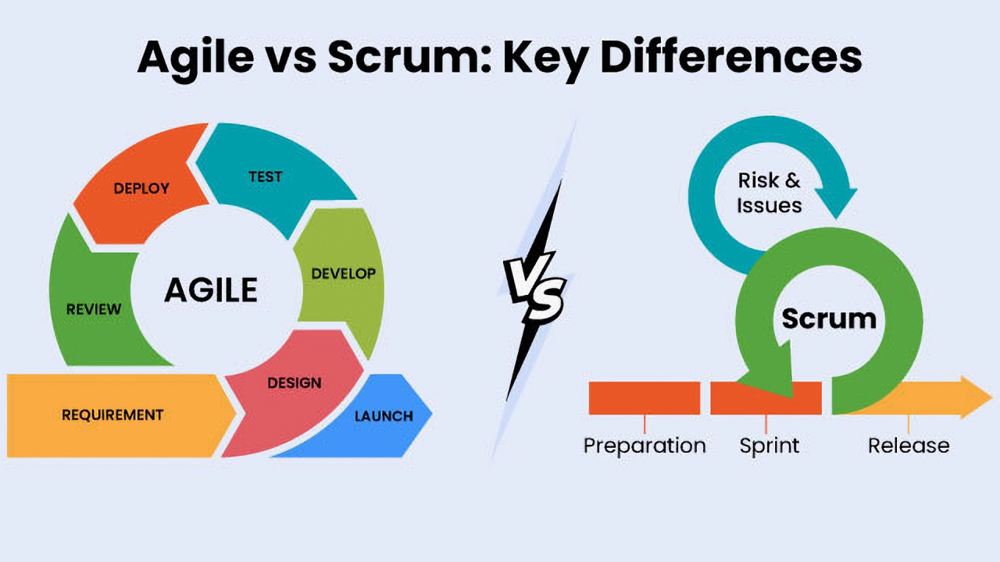 Agile vs Scrum: Key Differences
DEPLOY
TEST
DEVELOP
REVIEW
AGILE
DESIGN
REQUIREMENT
LAUNCH
VS
Risk &
Issues
Scrum
Preparation
Sprint
Release